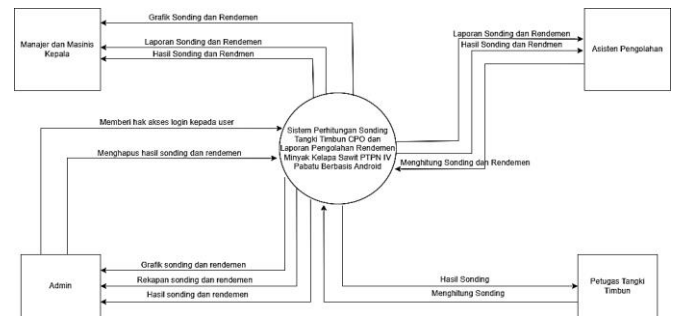 Grafik Sonding dan Rendemen
Manajer dan Masinis
Kepala
Laporan Sonding dan Rendemen
Hasil Sonding dan Rendmen
Laporan Sonding dan Rendemen
Hasil Sonding dan Rendmen
Asisten Pengolahan
Memberi hak akses login kepada user
Sistem Perhitungan Sonding
Tangki Timbun CPO dan
Laporan Pengolahan Rendemen
Minyak Kelapa Sawit PTPN IV
Pabatu Berbasis Android
Menghapus hasil sonding dan rendemen
Menghitung Sonding dan Rendemen
Grafik sonding dan rendemen
Admin
Rekapan sonding dan rendemen
Hasil sonding dan rendemen
Hasil Sonding
Menghitung Sonding
Petugas Tangki
Timbun